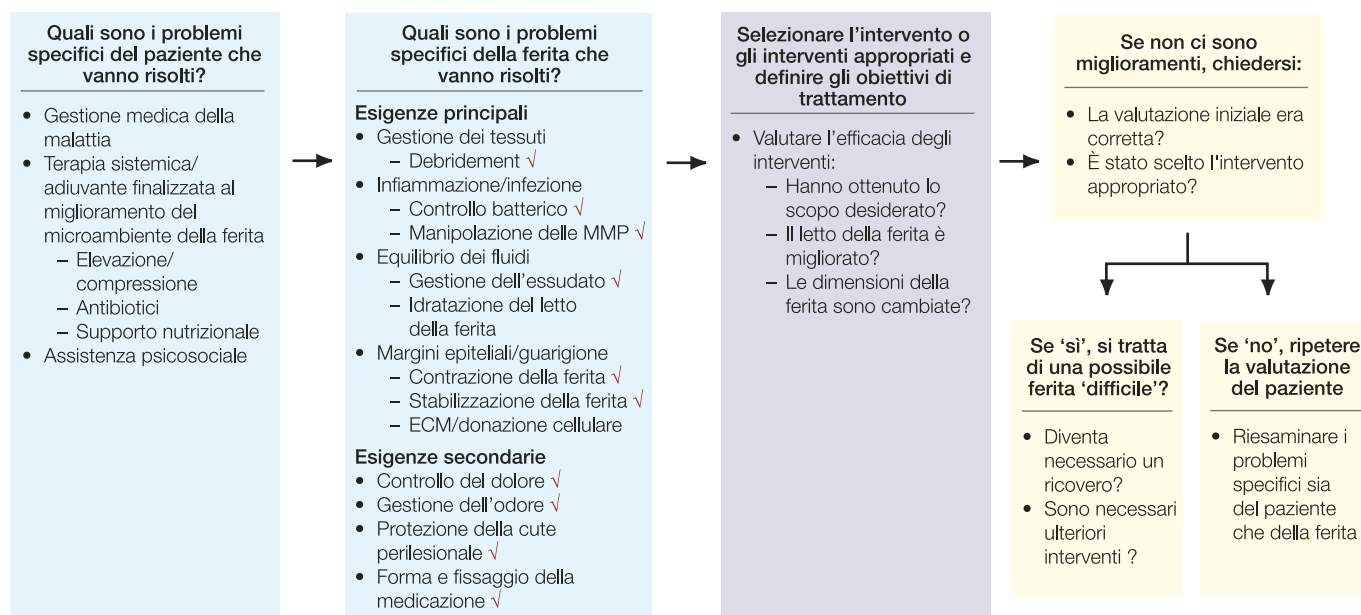 Quali sono i problemi
specifici del paziente che
vanno risolti?
• Gestione medica della
malattia
• Terapia sistemica/
adiuvante finalizzata al
miglioramento del
microambiente della ferita
– Elevazione/
compressione
– Antibiotici
– Supporto nutrizionale
• Assistenza psicosociale
Quali sono i problemi
specifici della ferita che
vanno risolti?
Esigenze principali
• Gestione dei tessuti
– Debridement √
• Infiammazione/infezione
– Controllo batterico √
– Manipolazione delle MMP √
• Equilibrio dei fluidi
– Gestione dell'essudato √
– Idratazione del letto
della ferita
• Margini epiteliali/guarigione
– Contrazione della ferita √
– Stabilizzazione della ferita √
– ECM/donazione cellulare
Esigenze secondarie
• Controllo del dolore √
• Gestione dell'odore √
• Protezione della cute
perilesionale √
• Forma e fissaggio della
medicazione √
Selezionare l'intervento o
gli interventi appropriati e
definire gli obiettivi di
trattamento
• Valutare l'efficacia degli
interventi:
– Hanno ottenuto lo
scopo desiderato?
– Il letto della ferita è
migliorato?
– Le dimensioni della
ferita sono cambiate?
Se non ci sono
miglioramenti, chiedersi:
• La valutazione iniziale era
corretta?
• È stato scelto l'intervento
appropriato?
Se 'sì', si tratta
di una possibile
ferita 'difficile'?
• Diventa
necessario un
ricovero?
• Sono necessari
ulteriori
interventi ?
Se 'no', ripetere
la valutazione
del paziente
• Riesaminare i
problemi
specifici sia
del paziente
che della ferita